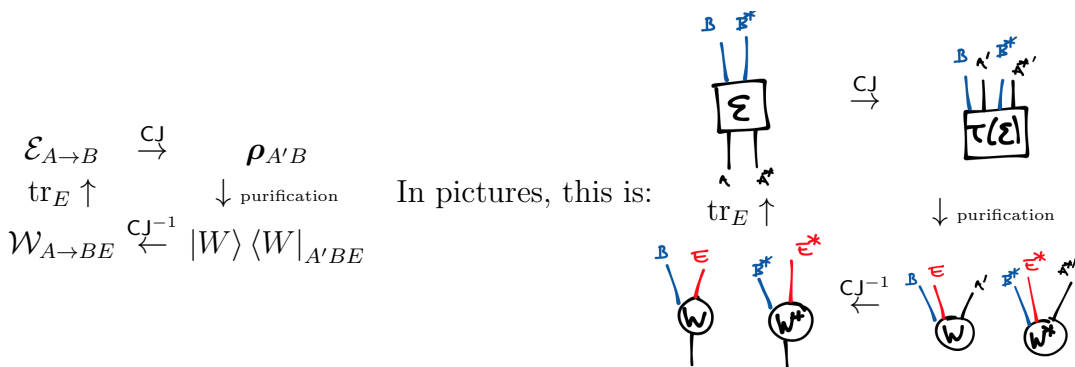 B B*
B A' B* A*'
CJ
→
ε
τ(ε)
CJ
ℰ_{A→B} → ρ_{A'B}
A A*
tr_E ↑ ↓ purification In pictures, this is: tr_E ↑ ↓ purification
CJ⁻¹
𝒲_{A→BE} ← |W⟩⟨W|_{A'BE}
B E B* E*
CJ⁻¹
←
B E A' B* E* A*'
W W* W W*